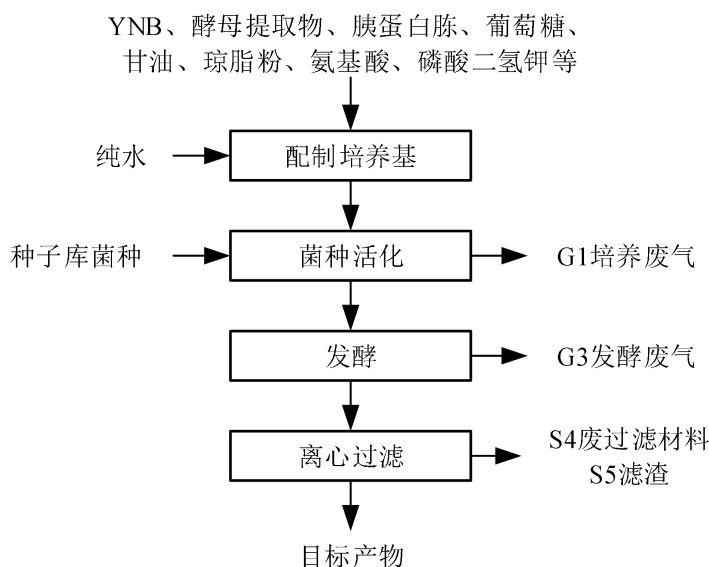 YNB、酵母提取物、胰蛋白胨、葡萄糖、
甘油、琼脂粉、氨基酸、磷酸二氢钾等
纯水
配制培养基
种子库菌种
菌种活化
G1培养废气
发酵
G3发酵废气
离心过滤
S4废过滤材料
S5滤渣
目标产物